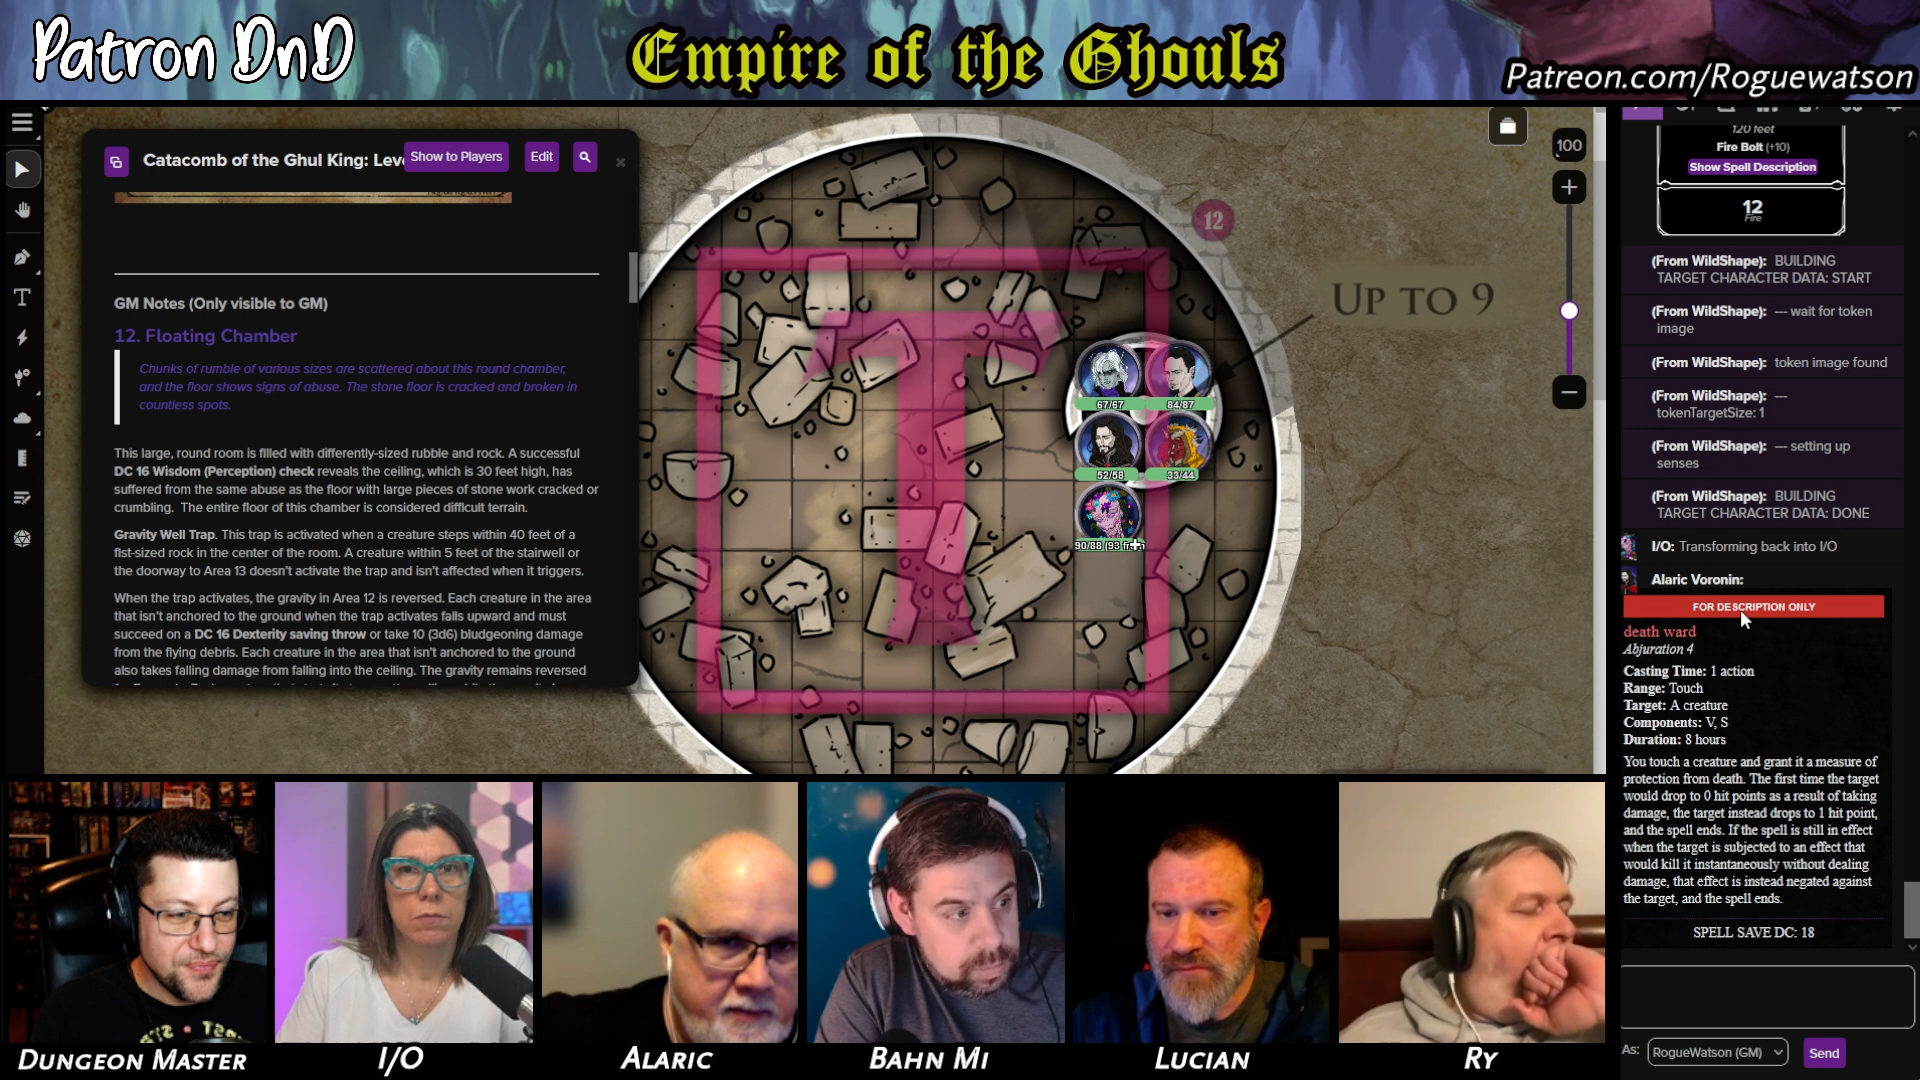 Patron DnD
Empire of the Ghouls
Patreon.com/Roguewatson
Catacomb of the Ghul King:
Show to Players
Edit
GM Notes (Only visible to GM)
12. Floating Chamber
Chunks of rumble of various sizes are scattered about this round chamber,
and the floor shows signs of abuse. The stone floor is cracked and broken in
countless spots.
This large, round room is filled with differently-sized rubble and rock. A successful
DC 16 Wisdom (Perception) check reveals the ceiling, which is 30 feet high, has
suffered from the same abuse as the floor with large pieces of stone work cracked or
crumbling. The entire floor of this chamber is considered difficult terrain.
Gravity Well Trap. This trap is activated when a creature steps within 40 feet of a
fist-sized rock in the center of the room. A creature within 5 feet of the stairwell or
the doorway to Area 13 doesn't activate the trap and isn't affected when it triggers.
When the trap activates, the gravity in Area 12 is reversed. Each creature in the area
that isn't anchored to the ground when the trap activates falls upward and must
succeed on a DC 16 Dexterity saving throw or take 10 (3d6) bludgeoning damage
from the flying debris. Each creature in the area that isn't anchored to the ground
also takes falling damage from falling into the ceiling. The gravity remains reversed
12
T
Up to 9
67/67
84/87
52/58
33/44
90/88 (93
100
120 feet
Fire Bolt (+10)
Show Spell Description
12
Fire
(From WildShape): BUILDING
TARGET CHARACTER DATA: START
(From WildShape): --- wait for token
image
(From WildShape): token image found
(From WildShape): ---
tokenTargetSize: 1
(From WildShape): --- setting up
senses
(From WildShape): BUILDING
TARGET CHARACTER DATA: DONE
I/O: Transforming back into I/O
Alaric Voronin:
FOR DESCRIPTION ONLY
death ward
Abjuration 4
Casting Time: 1 action
Range: Touch
Target: A creature
Components: V, S
Duration: 8 hours
You touch a creature and grant it a measure of
protection from death. The first time the target
would drop to 0 hit points as a result of taking
damage, the target instead drops to 1 hit point,
and the spell ends. If the spell is still in effect
when the target is subjected to an effect that
would kill it instantaneously without dealing
damage, that effect is instead negated against
the target, and the spell ends.
SPELL SAVE DC: 18
As:
RogueWatson (GM)
Send
Dungeon Master
I/O
Alaric
Bahn Mi
Lucian
Ry